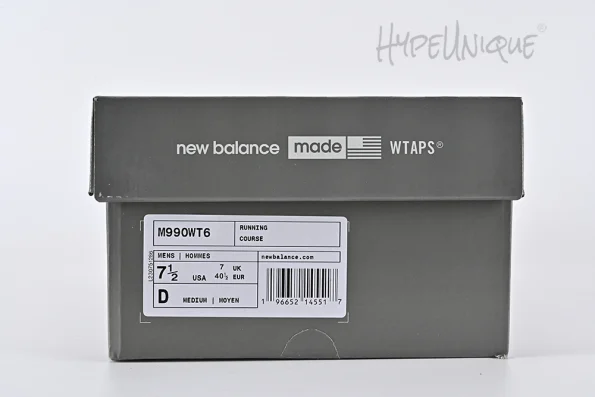 HYPEUNIQUE©
new balance made WTAPS®
M990WT6
RUNNING
COURSE
MENS | HOMMES
newbalance.com
7½ USA 7 UK
40½ EUR
D MEDIUM | MOYEN
1 96652 14551 7